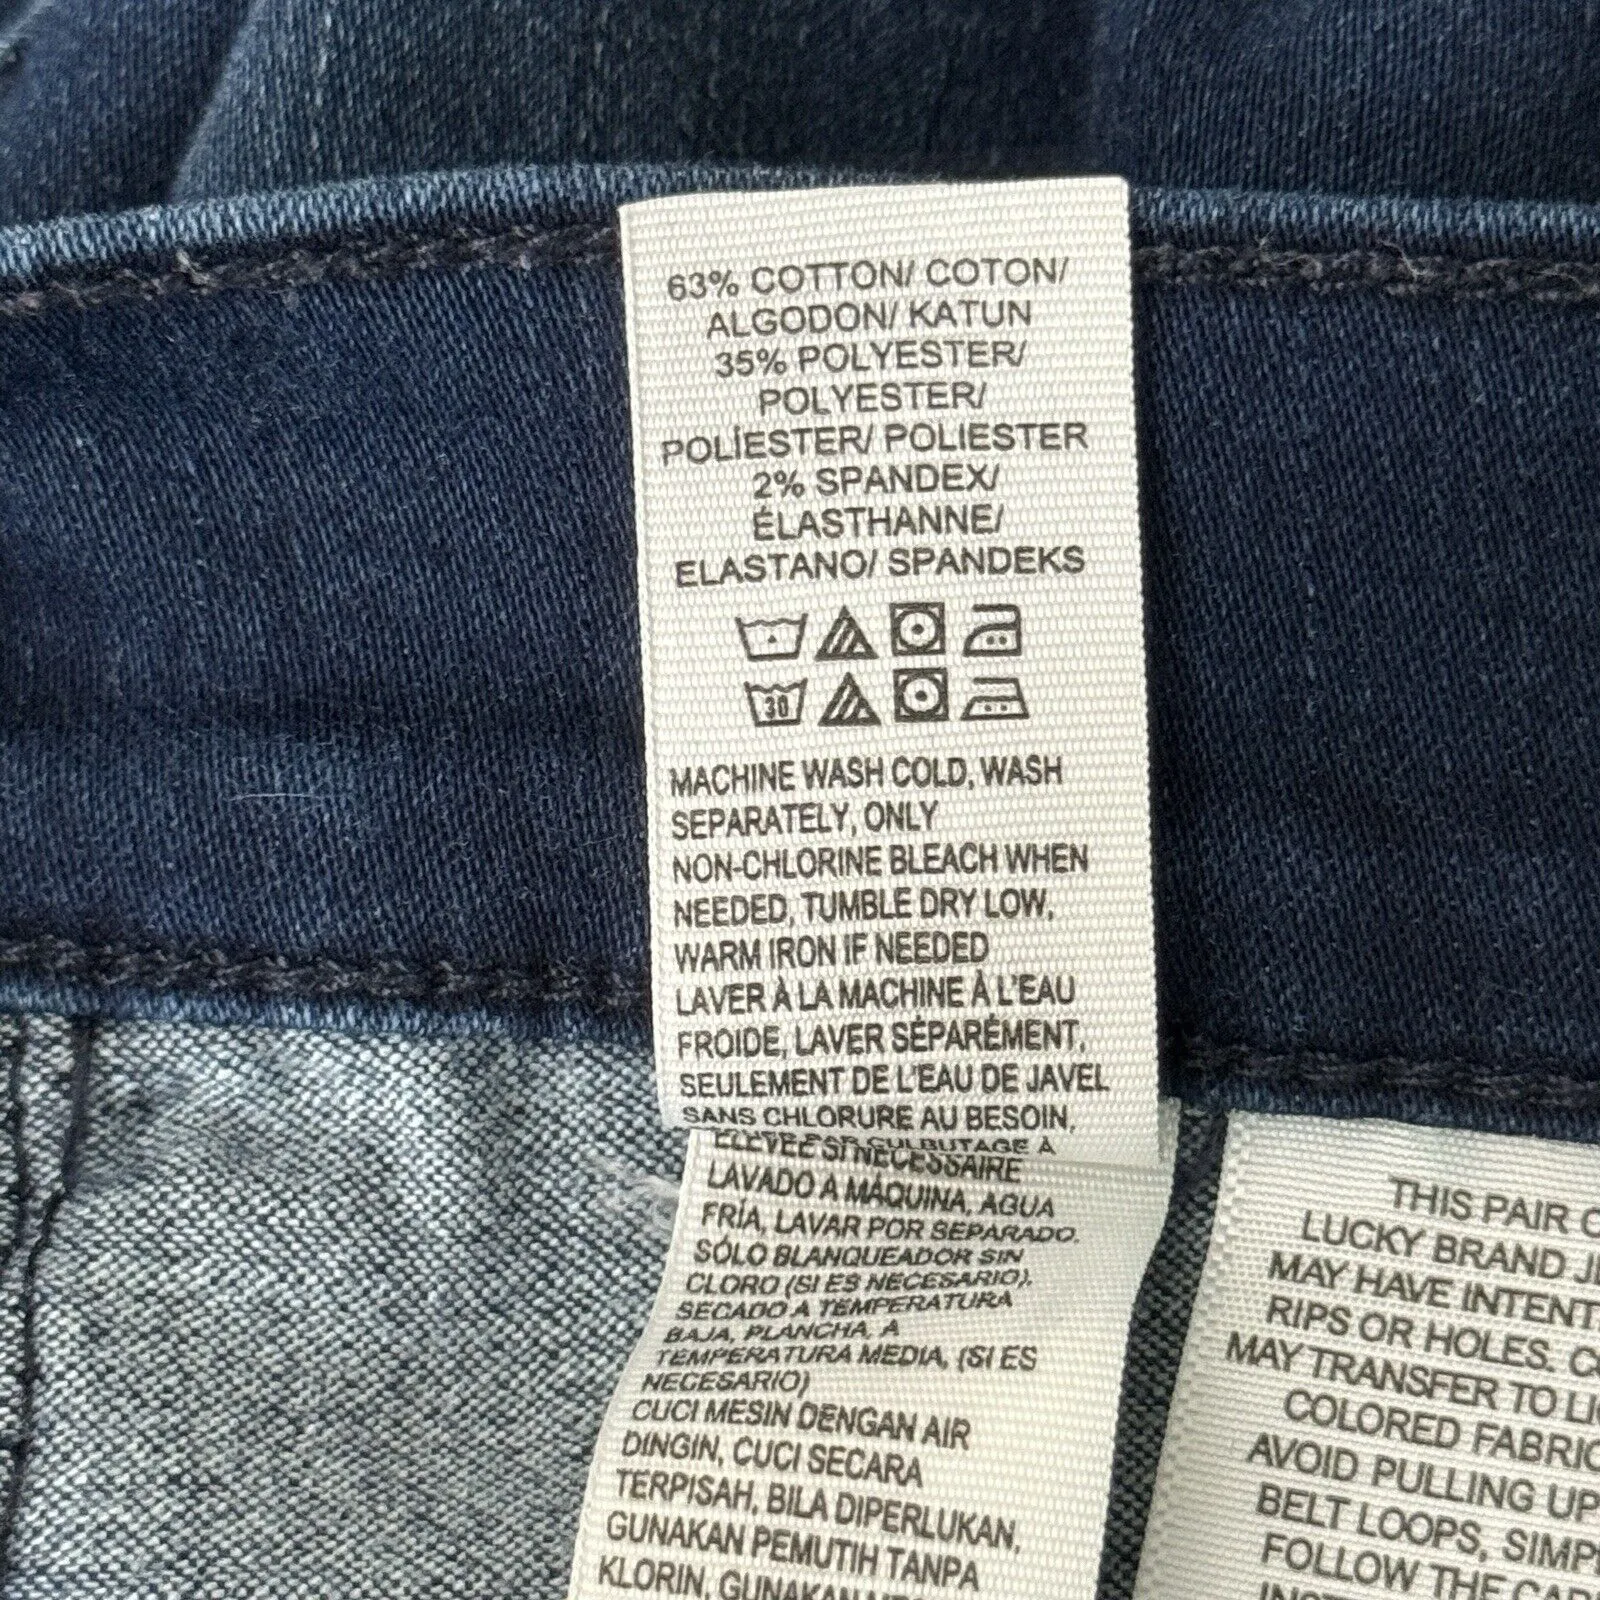 63% COTTON/ COTON/
ALGODON/ KATUN
35% POLYESTER/
POLYESTER/
POLÍESTER/ POLIESTER
2% SPANDEX/
ÉLASTHANNE/
ELASTANO/ SPANDEKS
30
MACHINE WASH COLD, WASH
SEPARATELY, ONLY
NON-CHLORINE BLEACH WHEN
NEEDED, TUMBLE DRY LOW,
WARM IRON IF NEEDED
LAVER À LA MACHINE À L'EAU
FROIDE, LAVER SÉPARÉMENT,
SEULEMENT DE L'EAU DE JAVEL
SANS CHLORURE AU BESOIN,
SI NÉCESSAIRE
LAVADO A MÁQUINA, AGUA
FRÍA, LAVAR POR SEPARADO.
SÓLO BLANQUEADOR SIN
CLORO (SI ES NECESARIO).
SECADO A TEMPERATURA
BAJA, PLANCHA, A
TEMPERATURA MEDIA, (SI ES
NECESARIO)
CUCI MESIN DENGAN AIR
DINGIN, CUCI SECARA
TERPISAH, BILA DIPERLUKAN,
GUNAKAN PEMUTIH TANPA
KLORIN, GUNAKAN
THIS PAIR
LUCKY BRAND
MAY HAVE
RIPS OR HOLES.
MAY TRANSFER TO
COLORED
AVOID PULLING UP
BELT LOOPS,
FOLLOW THE